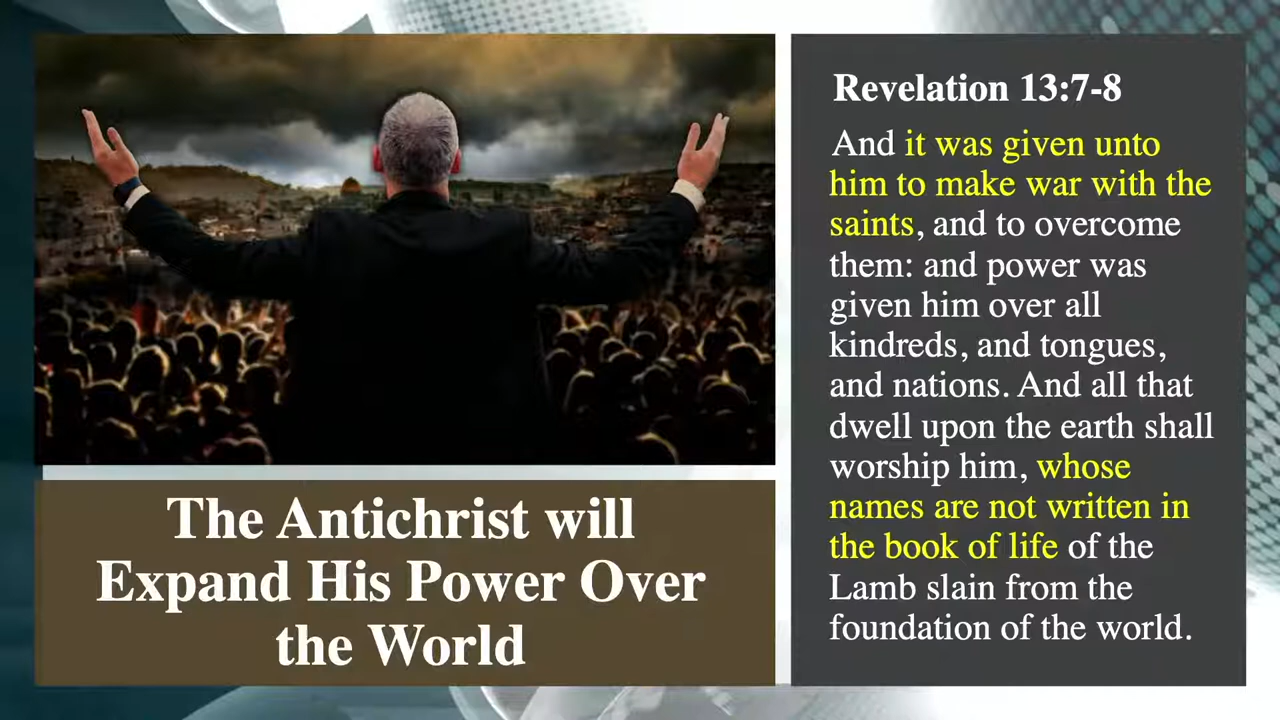 The Antichrist will
Expand His Power Over
the World
Revelation 13:7-8
And it was given unto
him to make war with the
saints, and to overcome
them: and power was
given him over all
kindreds, and tongues,
and nations. And all that
dwell upon the earth shall
worship him, whose
names are not written in
the book of life of the
Lamb slain from the
foundation of the world.